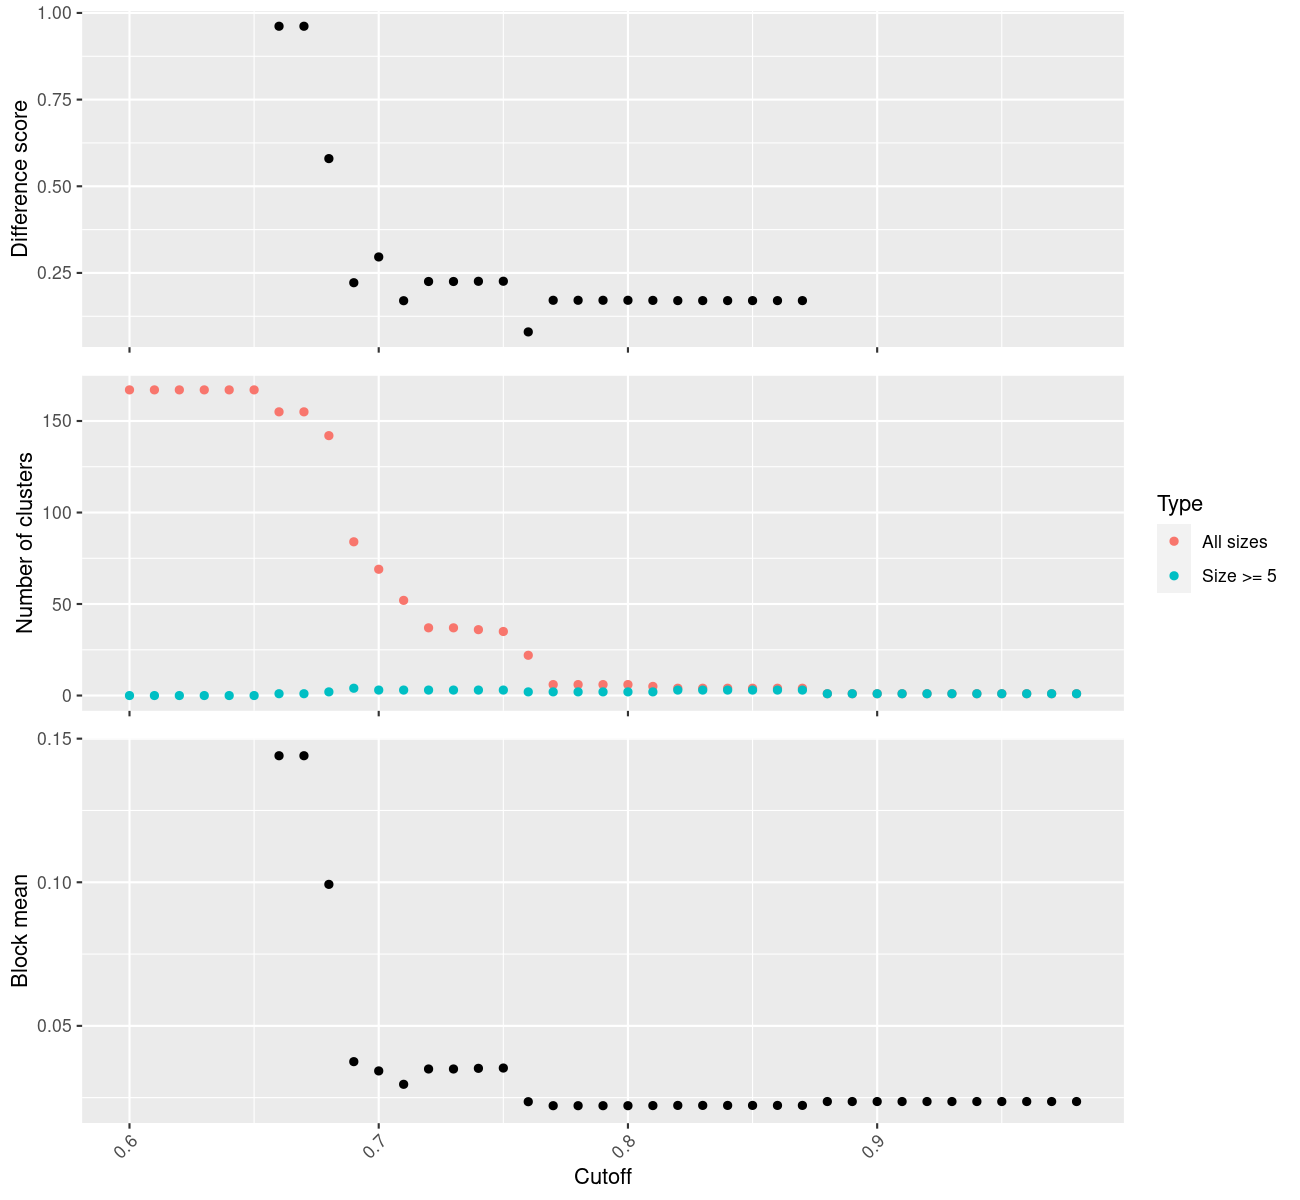 1.00
0.75
0.50
0.25
Difference score
150
100
50
0
Number of clusters
Type
All sizes
Size >= 5
0.15
0.10
0.05
Block mean
0.6
0.7
0.8
0.9
Cutoff